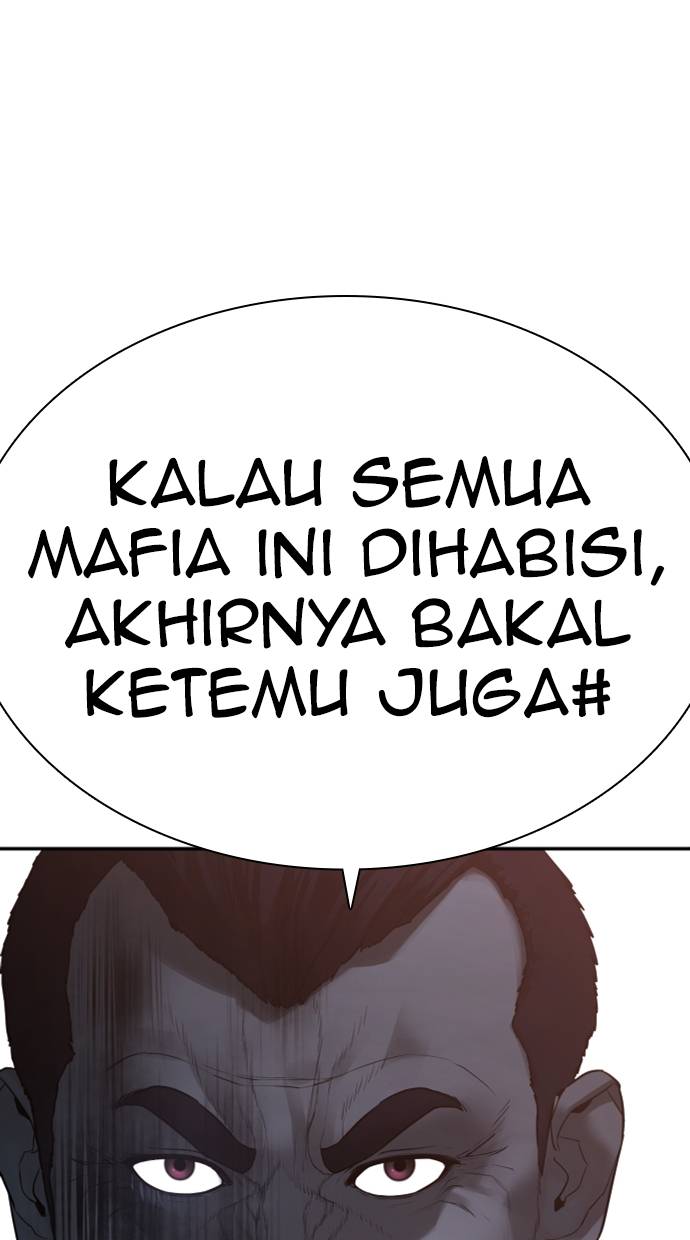 KALAU SEMUA
MAFIA INI DIHABISI,
AKHIRNYA BAKAL
KETEMU JUGA#